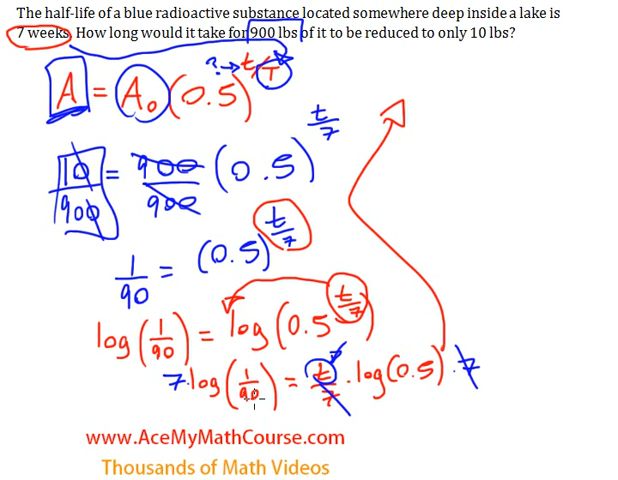 The half-life of a blue radioactive substance located somewhere deep inside a lake is
7 weeks. How long would it take for 900 lbs of it to be reduced to only 10 lbs?
? → t/T
A = A₀ (0.5)
10/900 = 900/900 (0.5)^(t/7)
1/90 = (0.5)^(t/7)
log(1/90) = log(0.5^(t/7))
7·log(1/90) = t/7 · log(0.5) · 7
www.AceMyMathCourse.com
Thousands of Math Videos